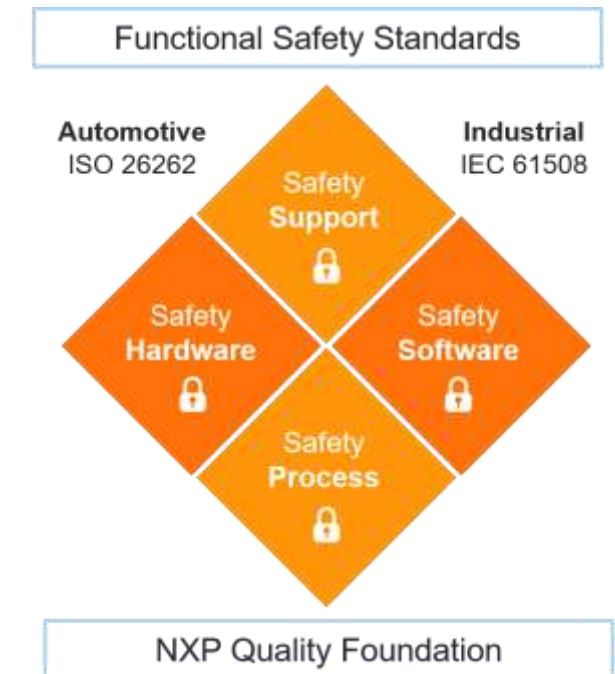 Functional Safety Standards
Automotive
ISO 26262
Industrial
IEC 61508
Safety
Support
Safety
Hardware
Safety
Software
Safety
Process
NXP Quality Foundation